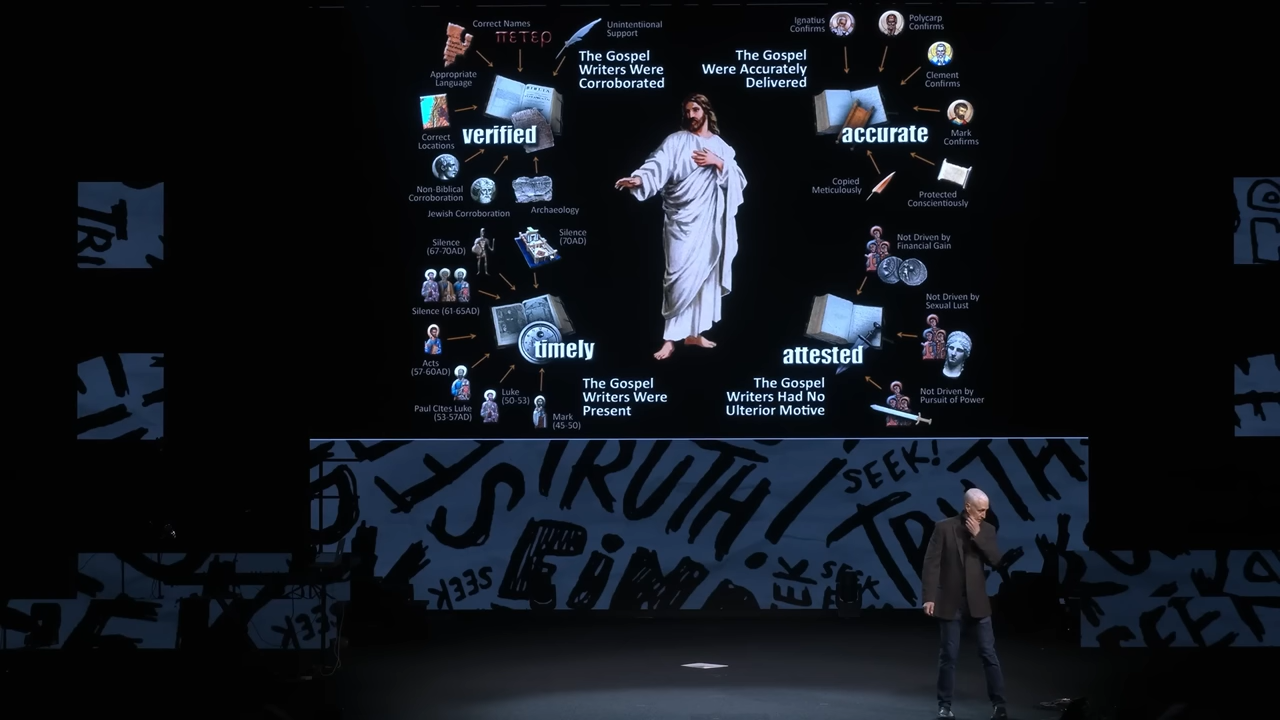 Correct Names
πετερ
Unintentiional
Support
Appropriate
Language
The Gospel
Writers Were
Corroborated
Correct
Locations
verified
Non-Biblical
Corroboration
Jewish Corroboration
Archaeology
Ignatius
Confirms
Polycarp
Confirms
The Gospel
Were Accurately
Delivered
Clement
Confirms
accurate
Mark
Confirms
Copied
Meticulously
Protected
Conscientiously
Silence
(67-70AD)
Silence
(70AD)
Silence (61-65AD)
timely
Acts
(57-60AD)
Paul CItes Luke
(53-57AD)
Luke
(50-53)
Mark
(45-50)
The Gospel
Writers Were
Present
Not Driven by
Financial Gain
Not Driven by
Sexual Lust
attested
The Gospel
Writers Had No
Ulterior Motive
Not Driven by
Pursuit of Power
TRUTH!
SEEK!
TRUTH
SEEK
SEEK